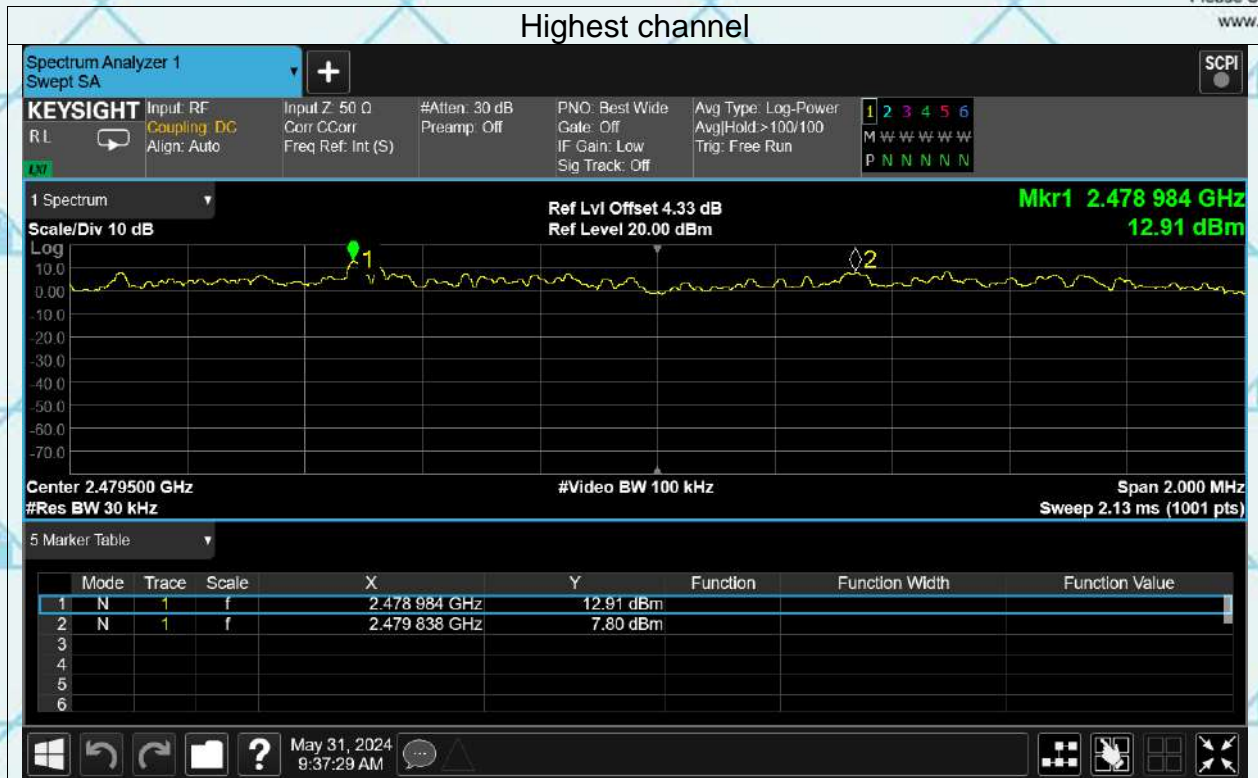 www.
Highest channel
Spectrum Analyzer 1
Swept SA
SCPI
KEYSIGHT Input: RF Input Z: 50 Ω #Atten: 30 dB PNO: Best Wide Avg Type: Log-Power 1 2 3 4 5 6
RL Coupling: DC Corr CCorr Preamp: Off Gate: Off Avg|Hold:>100/100 M W W W W W
Align: Auto Freq Ref: Int (S) IF Gain: Low Trig: Free Run P N N N N N
LXI Sig Track: Off
1 Spectrum Ref Lvl Offset 4.33 dB Mkr1 2.478 984 GHz
Scale/Div 10 dB Ref Level 20.00 dBm 12.91 dBm
Log
1 2
10.0
0.00
-10.0
-20.0
-30.0
-40.0
-50.0
-60.0
-70.0
Center 2.479500 GHz #Video BW 100 kHz Span 2.000 MHz
#Res BW 30 kHz Sweep 2.13 ms (1001 pts)
5 Marker Table
Mode Trace Scale X Y Function Function Width Function Value
1 N 1 f 2.478 984 GHz 12.91 dBm
2 N 1 f 2.479 838 GHz 7.80 dBm
3
4
5
6
? May 31, 2024
9:37:29 AM